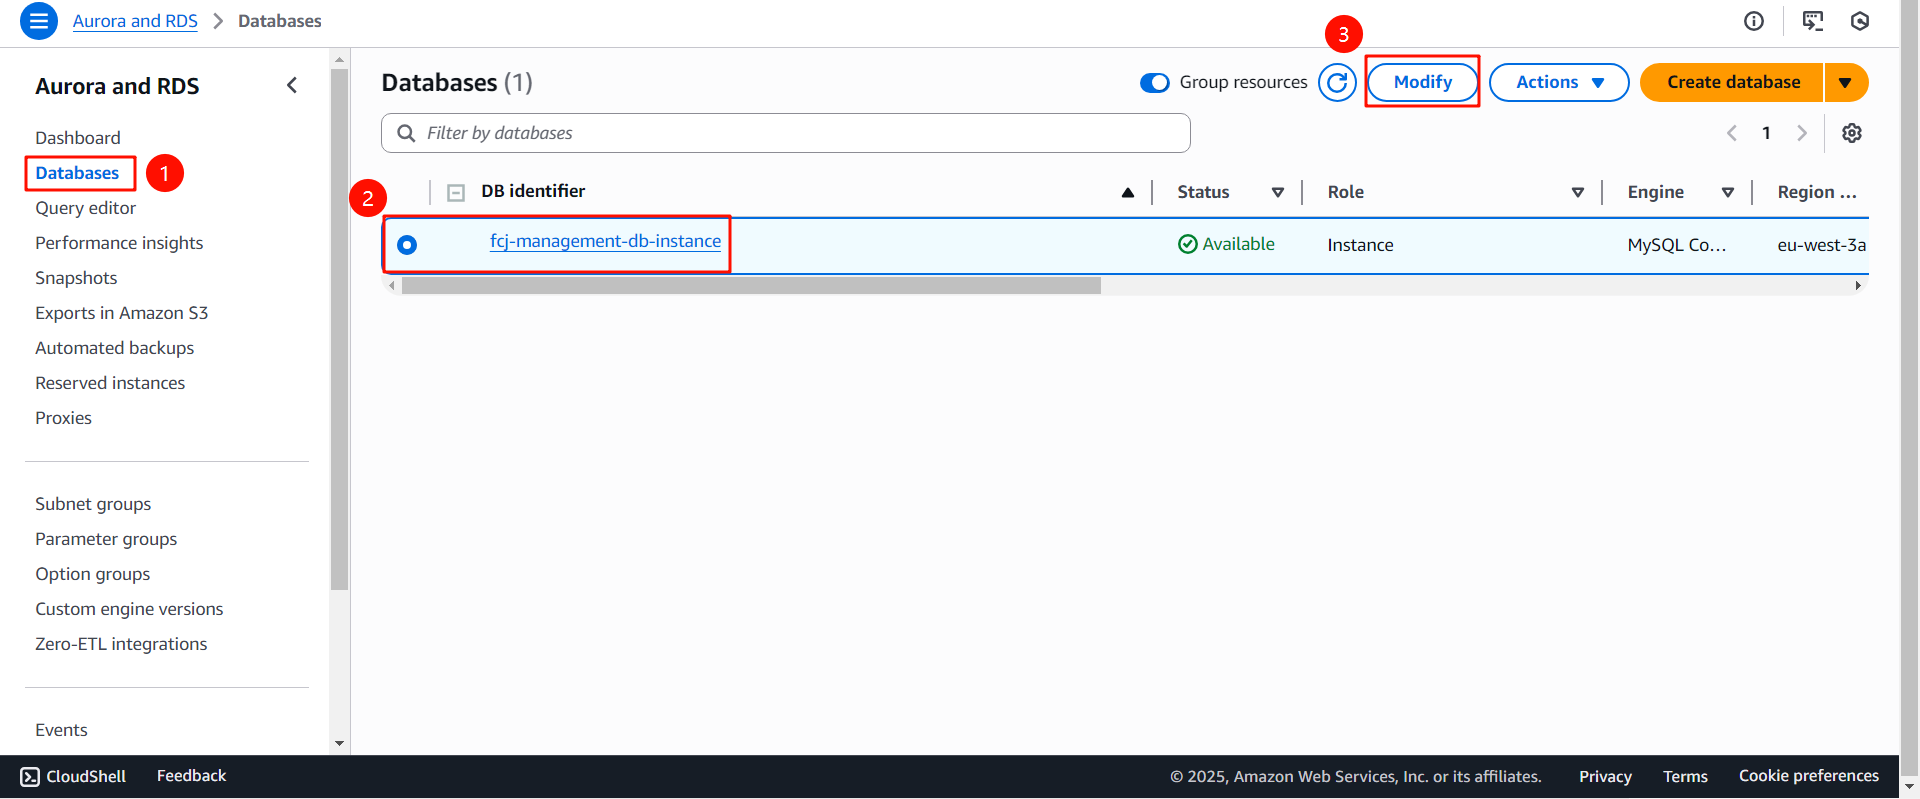 Aurora and RDS > Databases
3
Aurora and RDS
Databases (1)
Group resources
Modify
Actions
Create database
Filter by databases
1
Dashboard
Databases
1
Query editor
Performance insights
Snapshots
Exports in Amazon S3
Automated backups
Reserved instances
Proxies
Subnet groups
Parameter groups
Option groups
Custom engine versions
Zero-ETL integrations
Events
2
DB identifier
Status
Role
Engine
Region ...
fcj-management-db-instance
Available
Instance
MySQL Co...
eu-west-3a
CloudShell
Feedback
© 2025, Amazon Web Services, Inc. or its affiliates.
Privacy
Terms
Cookie preferences